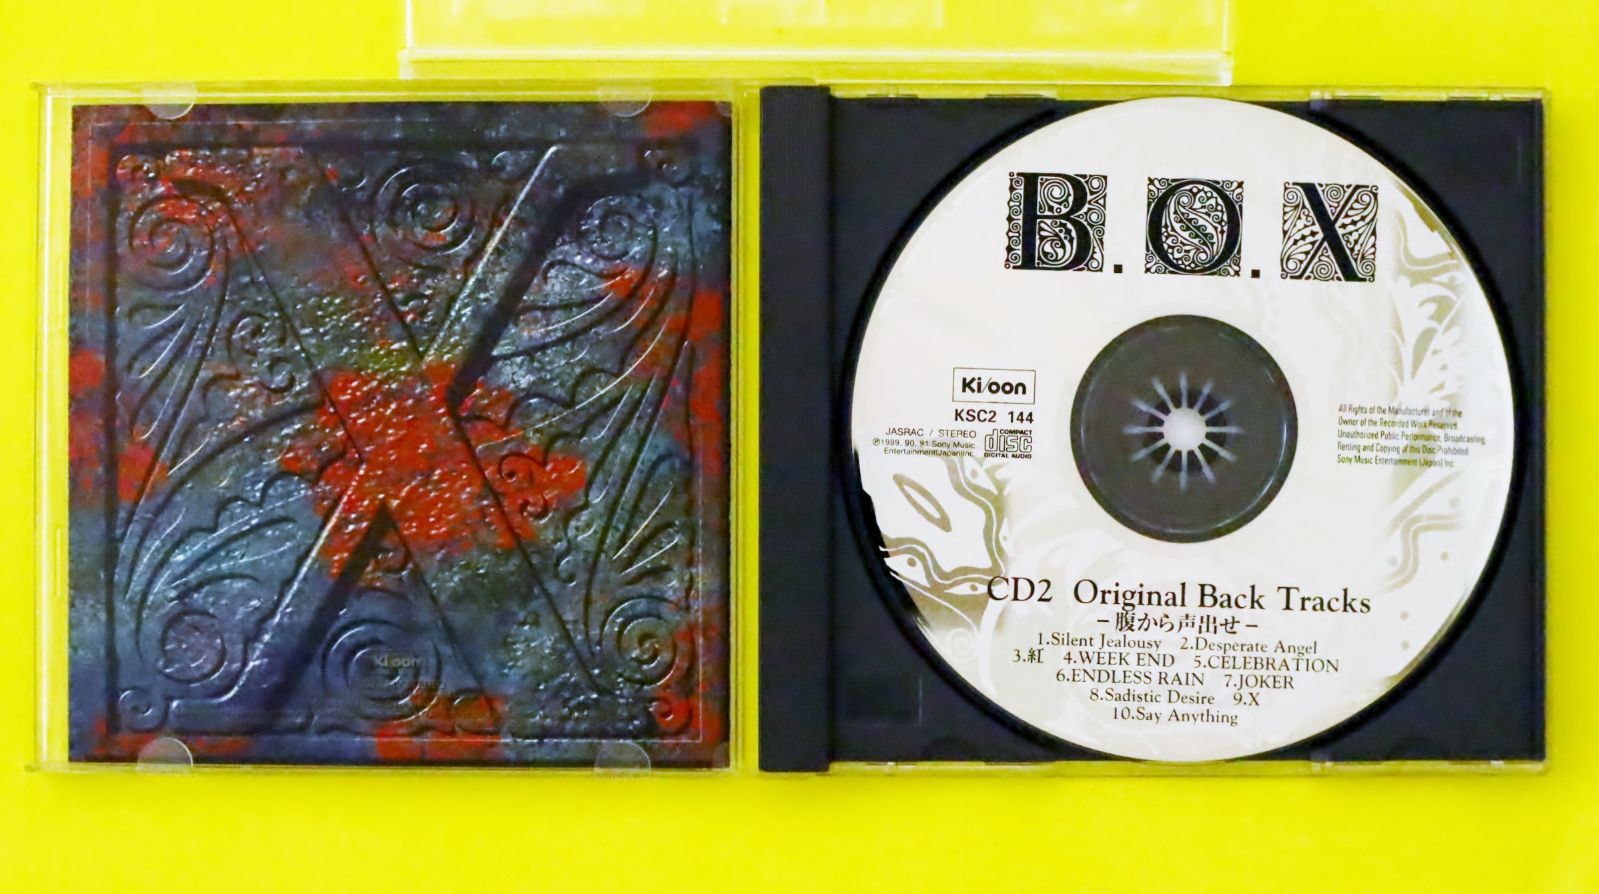 B.O.X
Ki/oon
KSC2 144
JASRAC / STEREO
COMPACT
disc
DIGITAL AUDIO
℗1989, 90, 91 Sony Music
Entertainment(Japan)Inc.
All Rights of the Manufacturer and of the
Owner of the Recorded Work Reserved.
Unauthorized Public Performance, Broadcasting,
Renting and Copying of this Disc Prohibited.
Sony Music Entertainment (Japan) Inc.
CD2 Original Back Tracks
－腹から声出せ－
1.Silent Jealousy 2.Desperate Angel
3.紅 4.WEEK END 5.CELEBRATION
6.ENDLESS RAIN 7.JOKER
8.Sadistic Desire 9.X
10.Say Anything
X
Ki/oon